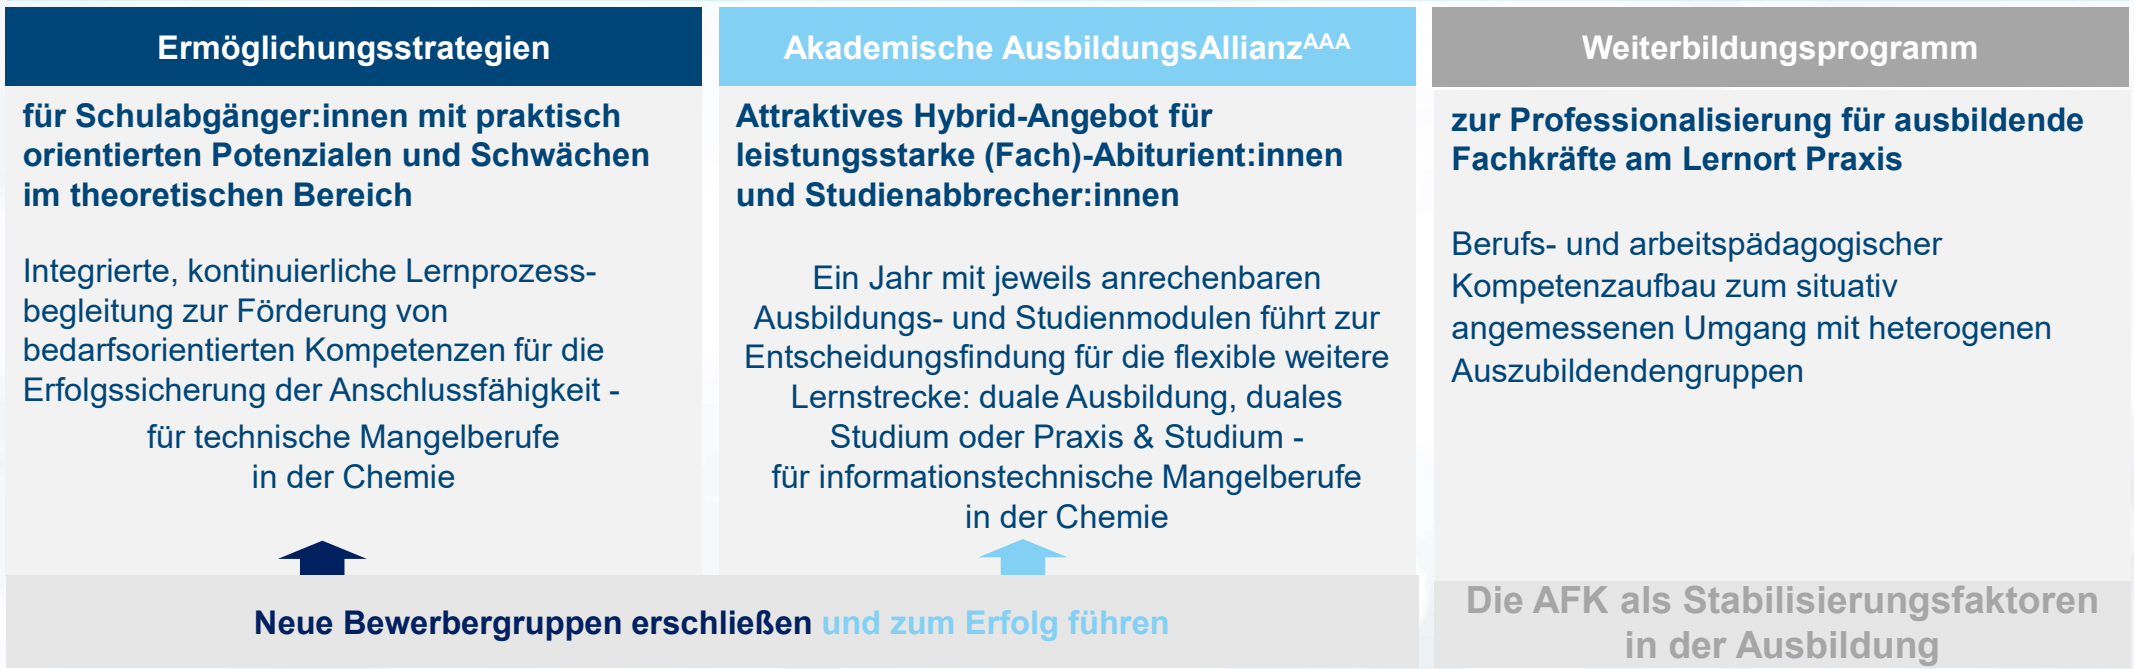 Ermöglichungsstrategien
für Schulabgänger:innen mit praktisch
orientierten Potenzialen und Schwächen
im theoretischen Bereich
Integrierte, kontinuierliche Lernprozess-
begleitung zur Förderung von
bedarfsorientierten Kompetenzen für die
Erfolgssicherung der Anschlussfähigkeit -
für technische Mangelberufe
in der Chemie
Akademische AusbildungsAllianzAAA
Attraktives Hybrid-Angebot für
leistungsstarke (Fach)-Abiturient:innen
und Studienabbrecher:innen
Ein Jahr mit jeweils anrechenbaren
Ausbildungs- und Studienmodulen führt zur
Entscheidungsfindung für die flexible weitere
Lernstrecke: duale Ausbildung, duales
Studium oder Praxis & Studium -
für informationstechnische Mangelberufe
in der Chemie
Neue Bewerbergruppen erschließen und zum Erfolg führen
Weiterbildungsprogramm
zur Professionalisierung für ausbildende
Fachkräfte am Lernort Praxis
Berufs- und arbeitspädagogischer
Kompetenzaufbau zum situativ
angemessenen Umgang mit heterogenen
Auszubildendengruppen
Die AFK als Stabilisierungsfaktoren
in der Ausbildung